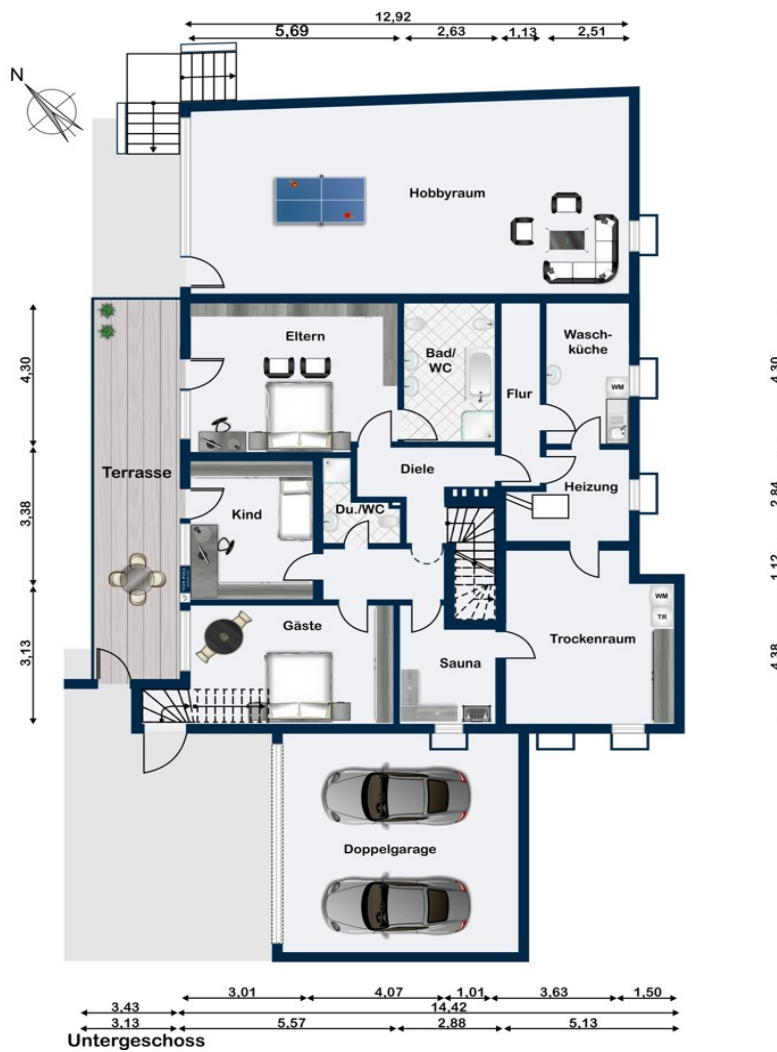 12,92
5,69 2,63 1,13 2,51
N
Hobbyraum
4,30
Eltern
Bad/
WC
Flur
Wasch-
küche
WM
4,30
Terrasse
3,38
Kind
Du./WC
Diele
Heizung
2,84
1,12
3,13
Gäste
Sauna
Trockenraum
WM
TR
4,38
Doppelgarage
3,01 4,07 1,01 3,63 1,50
3,43 14,42
3,13 5,57 2,88 5,13
Untergeschoss